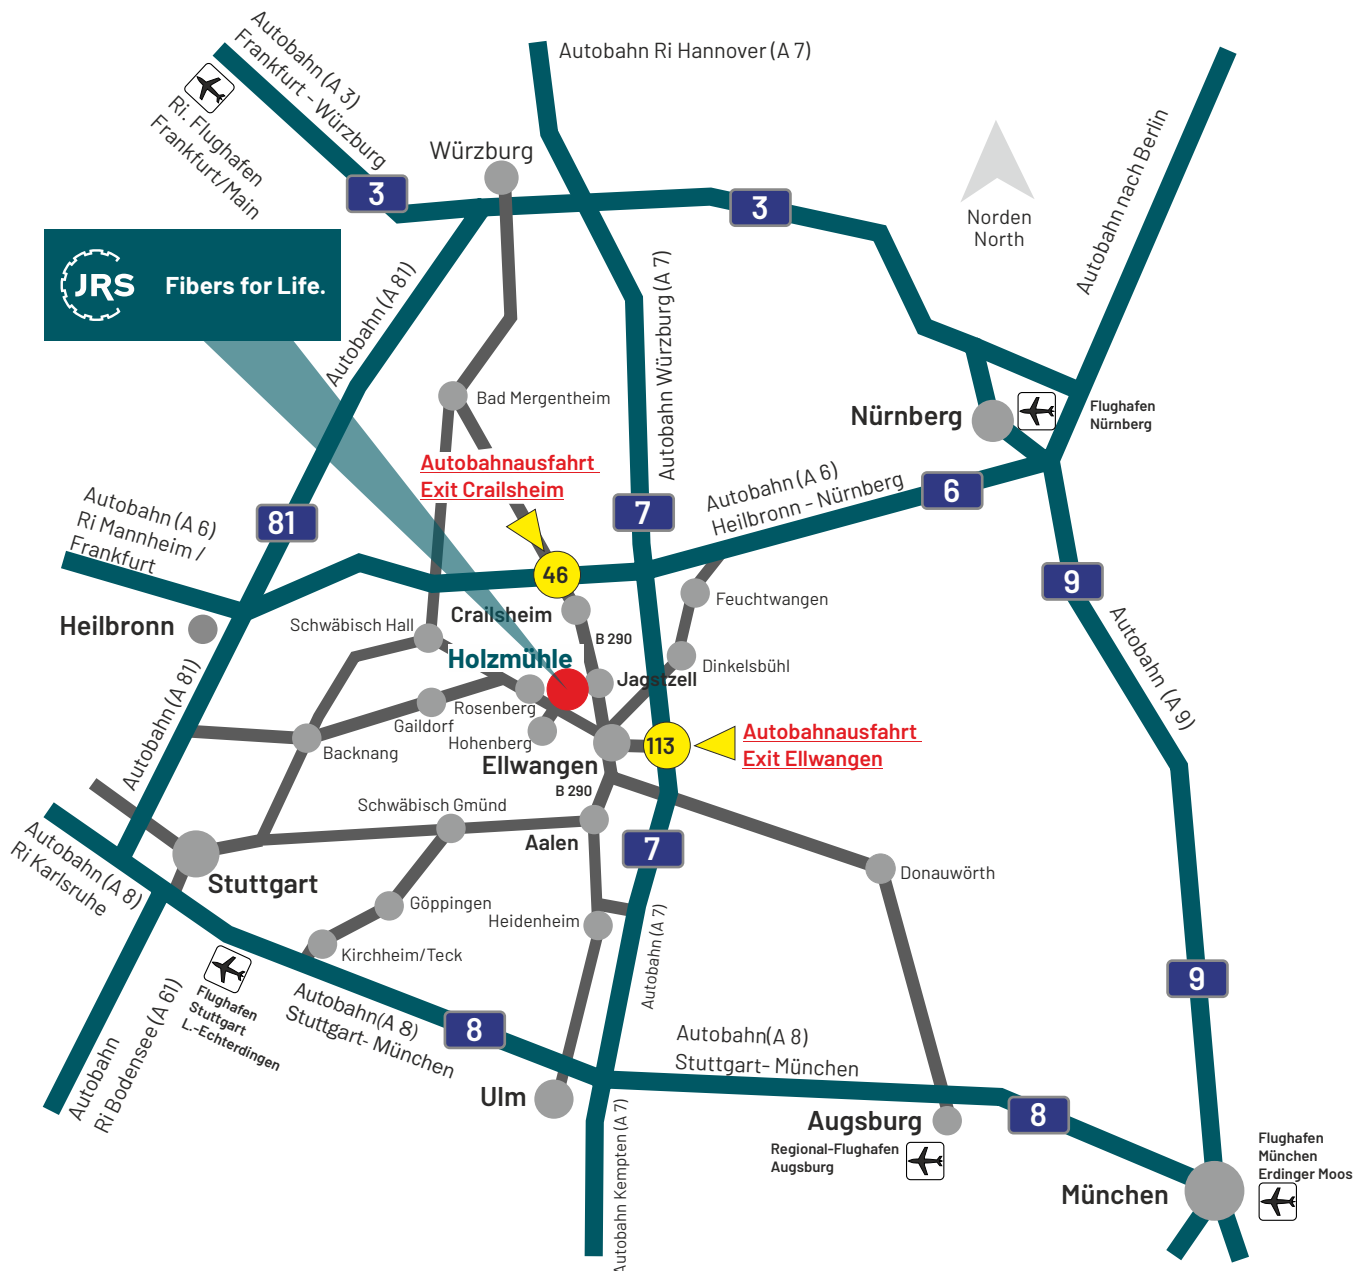 Autobahn (A 3)
Frankfurt - Würzburg
Ri. Flughafen
Frankfurt/Main
3
Autobahn Ri Hannover (A 7)
Würzburg
3
Norden
North
Autobahn nach Berlin
JRS
Fibers for Life.
Autobahn (A 81)
Autobahn Würzburg (A 7)
Bad Mergentheim
Nürnberg
Flughafen
Nürnberg
Autobahnausfahrt
Exit Crailsheim
Autobahn (A 6)
Heilbronn - Nürnberg
6
7
81
Autobahn (A 6)
Ri Mannheim /
Frankfurt
46
9
Heilbronn
Schwäbisch Hall
Crailsheim
B 290
Feuchtwangen
Holzmühle
Jagstzell
Dinkelsbühl
Autobahn (A 9)
Autobahn (A 81)
Rosenberg
Gaildorf
Hohenberg
Backnang
Ellwangen
113
Autobahnausfahrt
Exit Ellwangen
B 290
Schwäbisch Gmünd
Aalen
7
Autobahn (A 8)
Ri Karlsruhe
Stuttgart
Donauwörth
Göppingen
Heidenheim
Kirchheim/Teck
Autobahn (A 7)
Flughafen
Stuttgart
L.-Echterdingen
Autobahn(A 8)
Stuttgart- München
8
9
Autobahn
Ri Bodensee (A 61)
Autobahn(A 8)
Stuttgart- München
Ulm
Augsburg
8
Regional-Flughafen
Augsburg
Autobahn Kempten (A 7)
München
Flughafen
München
Erdinger Moos